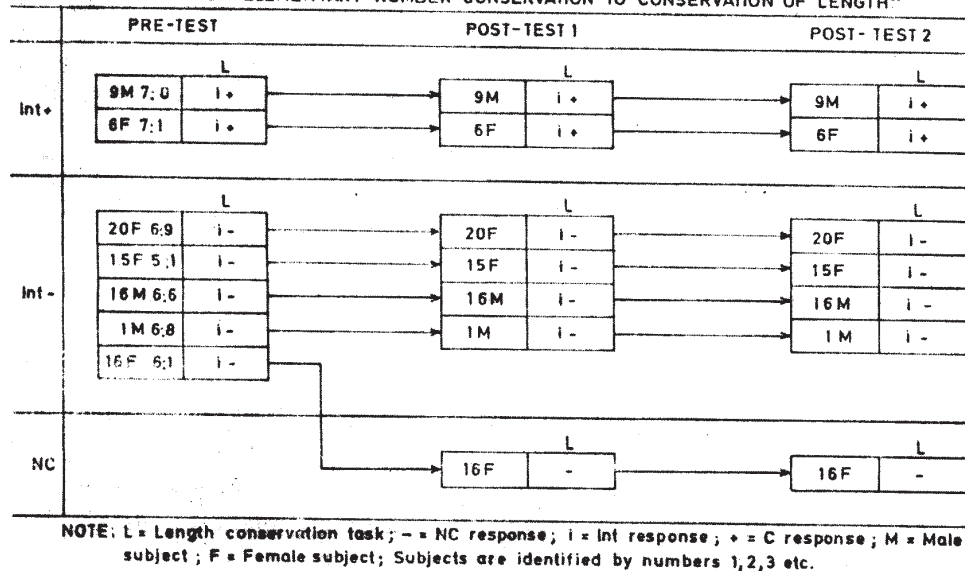 ELEMENTARY NUMBER CONSERVATION TO CONSERVATION OF LENGTH
PRE-TEST POST-TEST 1 POST- TEST 2
L L L
Int+
9M 7;0 i + 9M i + 9M i +
6F 7;1 i + 6F i + 6F i +
L L L
Int -
20F 6;9 i - 20F i - 20F i -
15F 5;1 i - 15F i - 15F i -
16M 6;6 i - 16M i - 16M i -
1M 6;8 i - 1M i - 1M i -
16F 6;1 i -
L L
NC 16F - 16F -
NOTE: L = Length conservation task; - = NC response; i = Int response; + = C response; M = Male
subject; F = Female subject; Subjects are identified by numbers 1,2,3 etc.